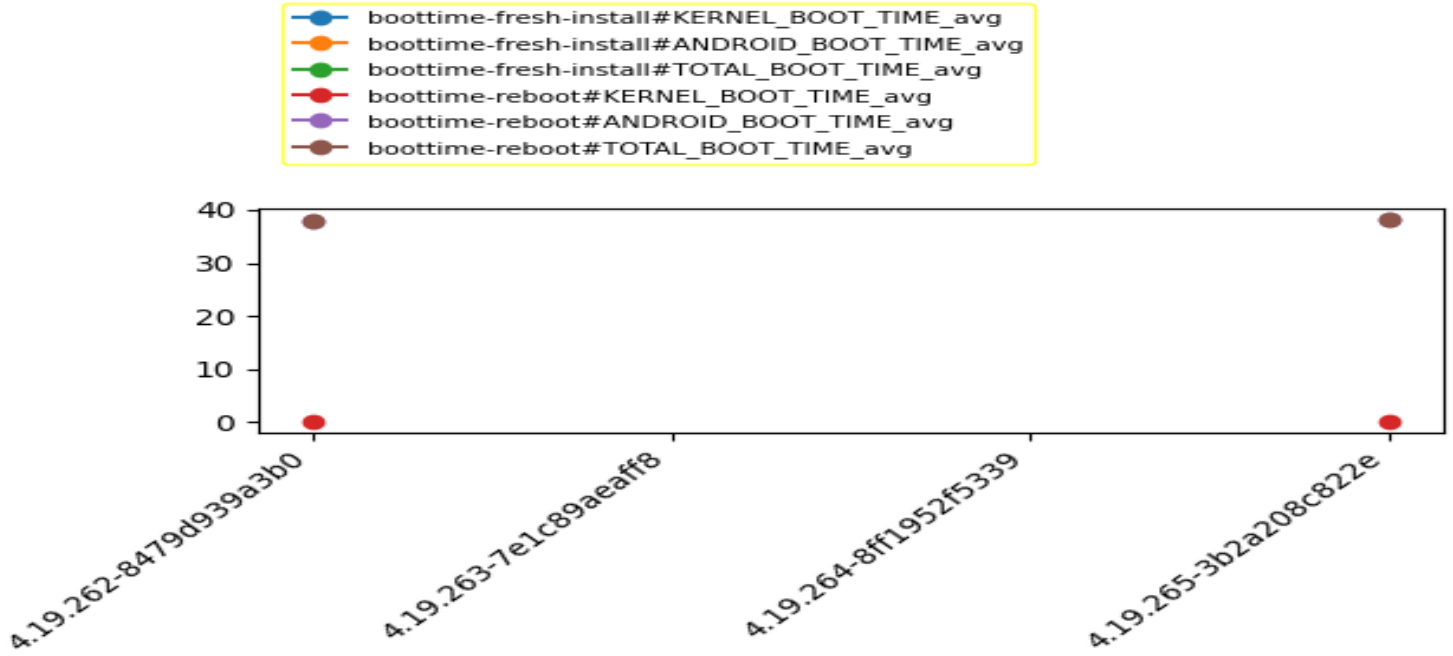 boottime-fresh-install#KERNEL_BOOT_TIME_avg
boottime-fresh-install#ANDROID_BOOT_TIME_avg
boottime-fresh-install#TOTAL_BOOT_TIME_avg
boottime-reboot#KERNEL_BOOT_TIME_avg
boottime-reboot#ANDROID_BOOT_TIME_avg
boottime-reboot#TOTAL_BOOT_TIME_avg
40
30
20
10
0
4.19.262-8479d939a3b0
4.19.263-7e1c89aeaff8
4.19.264-8ff1952f5339
4.19.265-3b2a208c822e